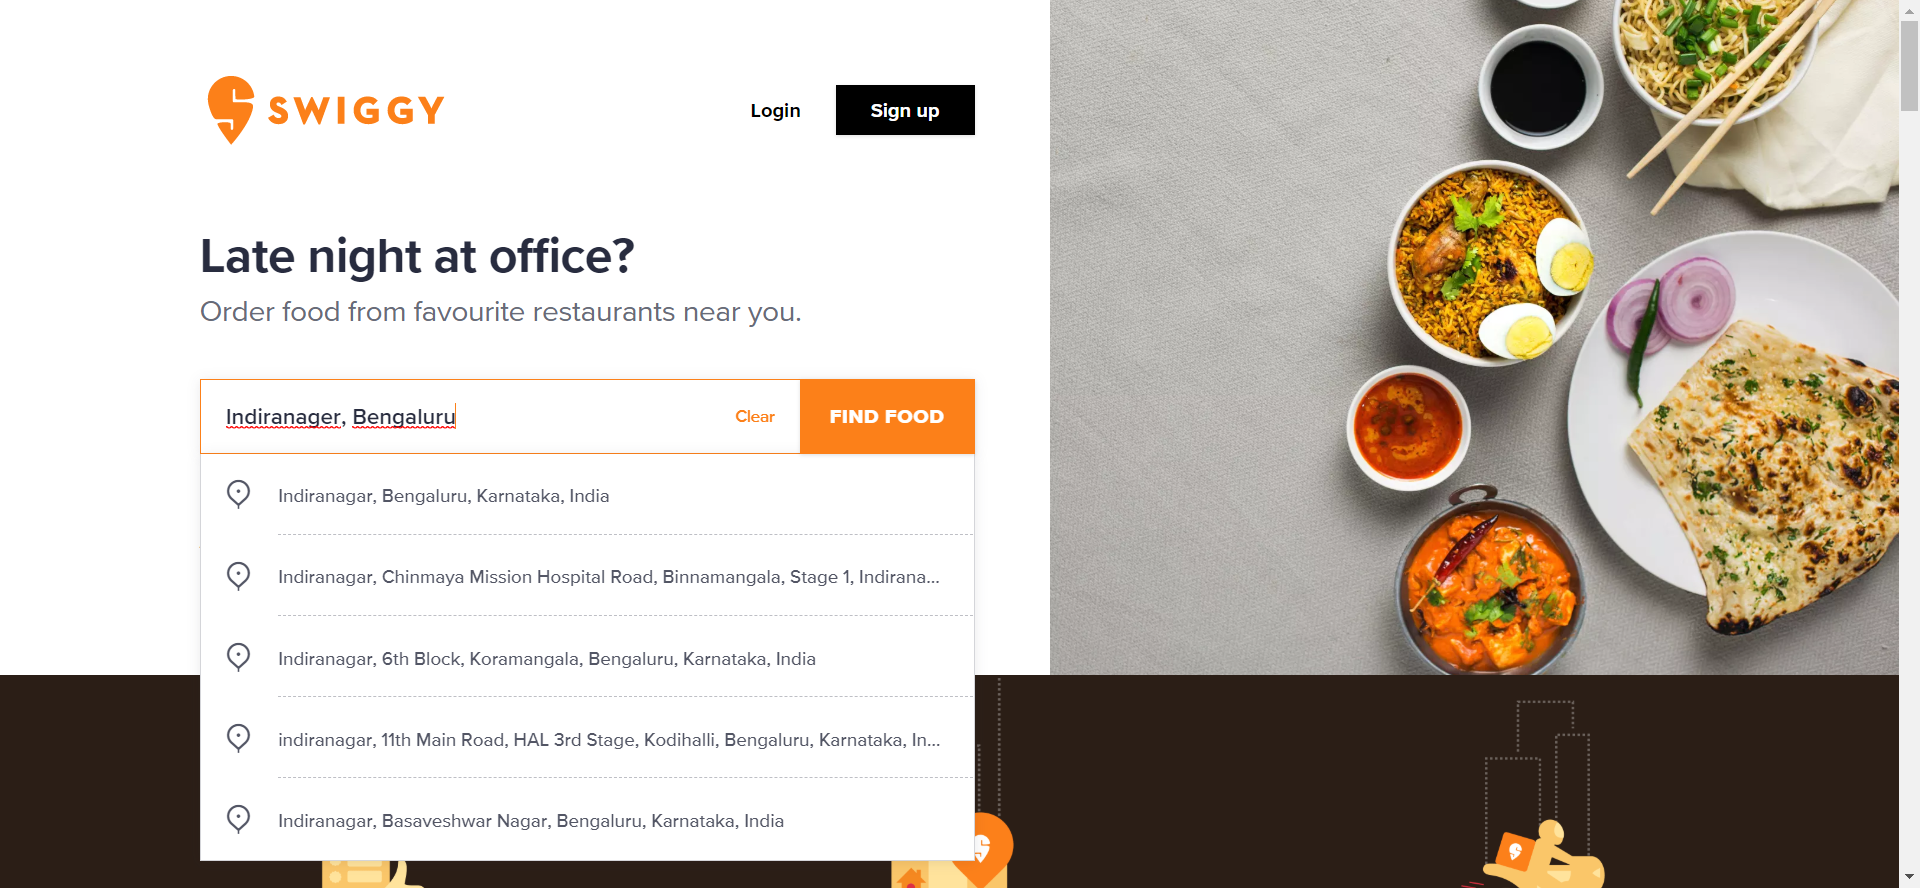 SWIGGY
Login
Sign up
Late night at office?
Order food from favourite restaurants near you.
Indiranager, Bengaluru
Clear
FIND FOOD
Indiranagar, Bengaluru, Karnataka, India
Indiranagar, Chinmaya Mission Hospital Road, Binnamangala, Stage 1, Indirana...
Indiranagar, 6th Block, Koramangala, Bengaluru, Karnataka, India
indiranagar, 11th Main Road, HAL 3rd Stage, Kodihalli, Bengaluru, Karnataka, In...
Indiranagar, Basaveshwar Nagar, Bengaluru, Karnataka, India